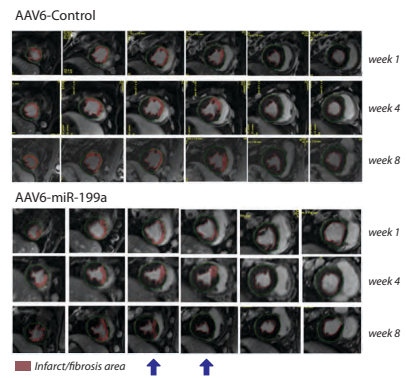 AAV6-Control
week 1
week 4
week 8
AAV6-miR-199a
week 1
week 4
week 8
Infarct/fibrosis area